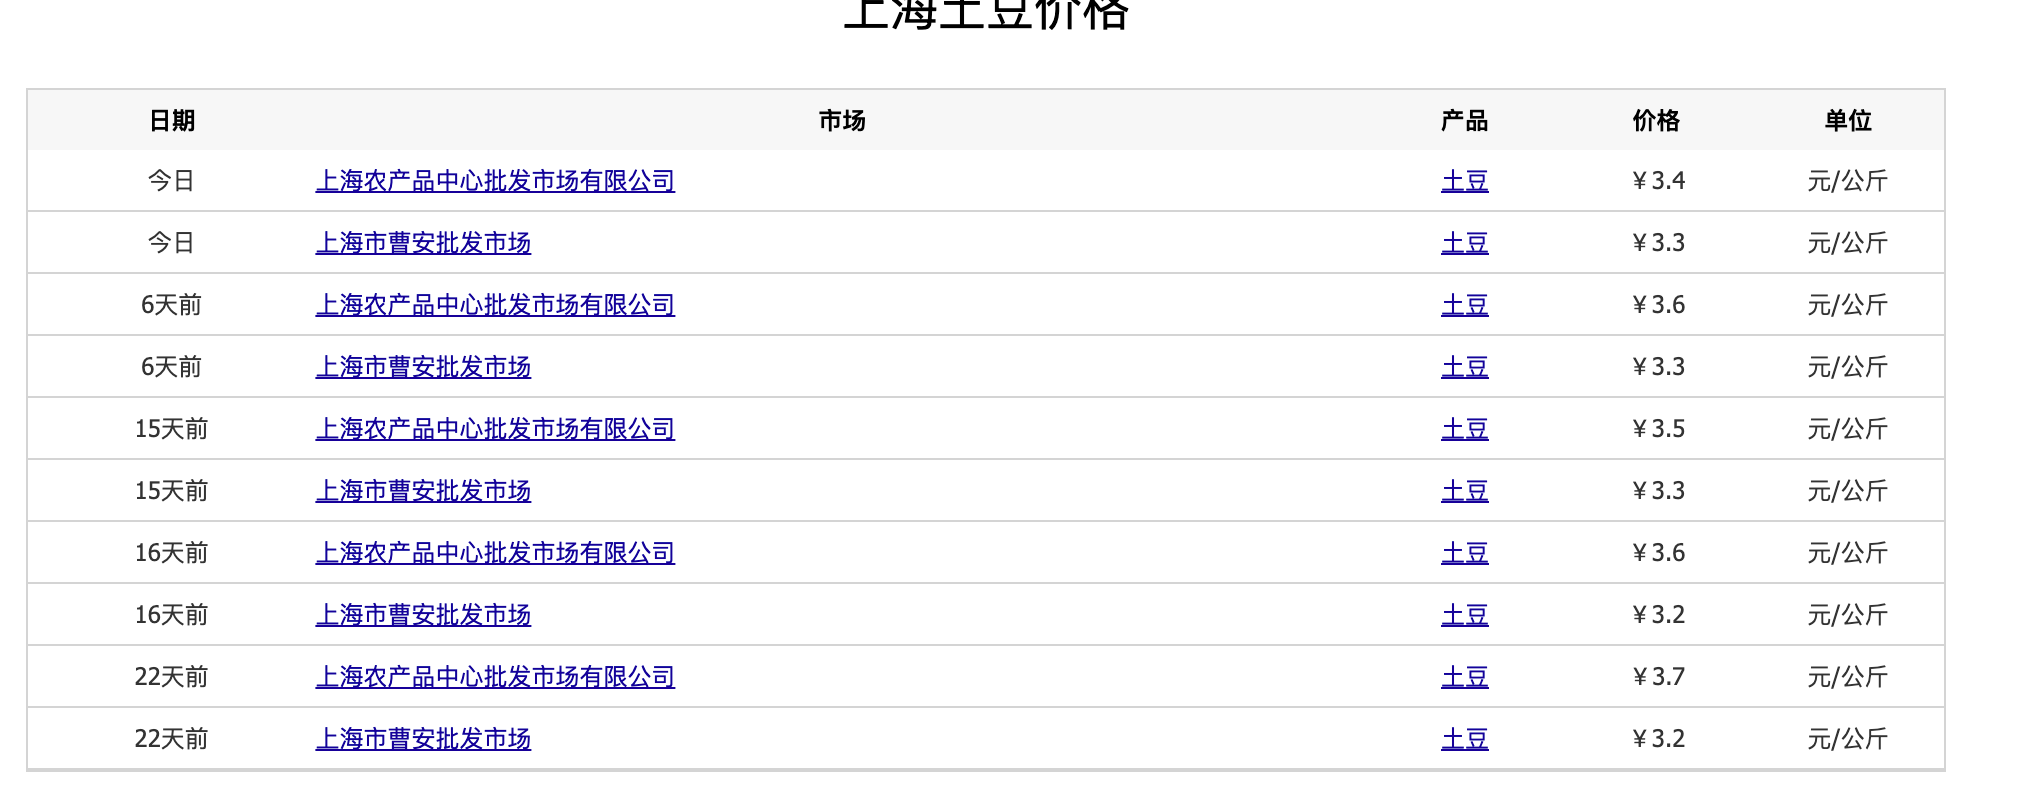 上海土豆价格
日期 市场 产品 价格 单位
今日 上海农产品中心批发市场有限公司 土豆 ¥3.4 元/公斤
今日 上海市曹安批发市场 土豆 ¥3.3 元/公斤
6天前 上海农产品中心批发市场有限公司 土豆 ¥3.6 元/公斤
6天前 上海市曹安批发市场 土豆 ¥3.3 元/公斤
15天前 上海农产品中心批发市场有限公司 土豆 ¥3.5 元/公斤
15天前 上海市曹安批发市场 土豆 ¥3.3 元/公斤
16天前 上海农产品中心批发市场有限公司 土豆 ¥3.6 元/公斤
16天前 上海市曹安批发市场 土豆 ¥3.2 元/公斤
22天前 上海农产品中心批发市场有限公司 土豆 ¥3.7 元/公斤
22天前 上海市曹安批发市场 土豆 ¥3.2 元/公斤